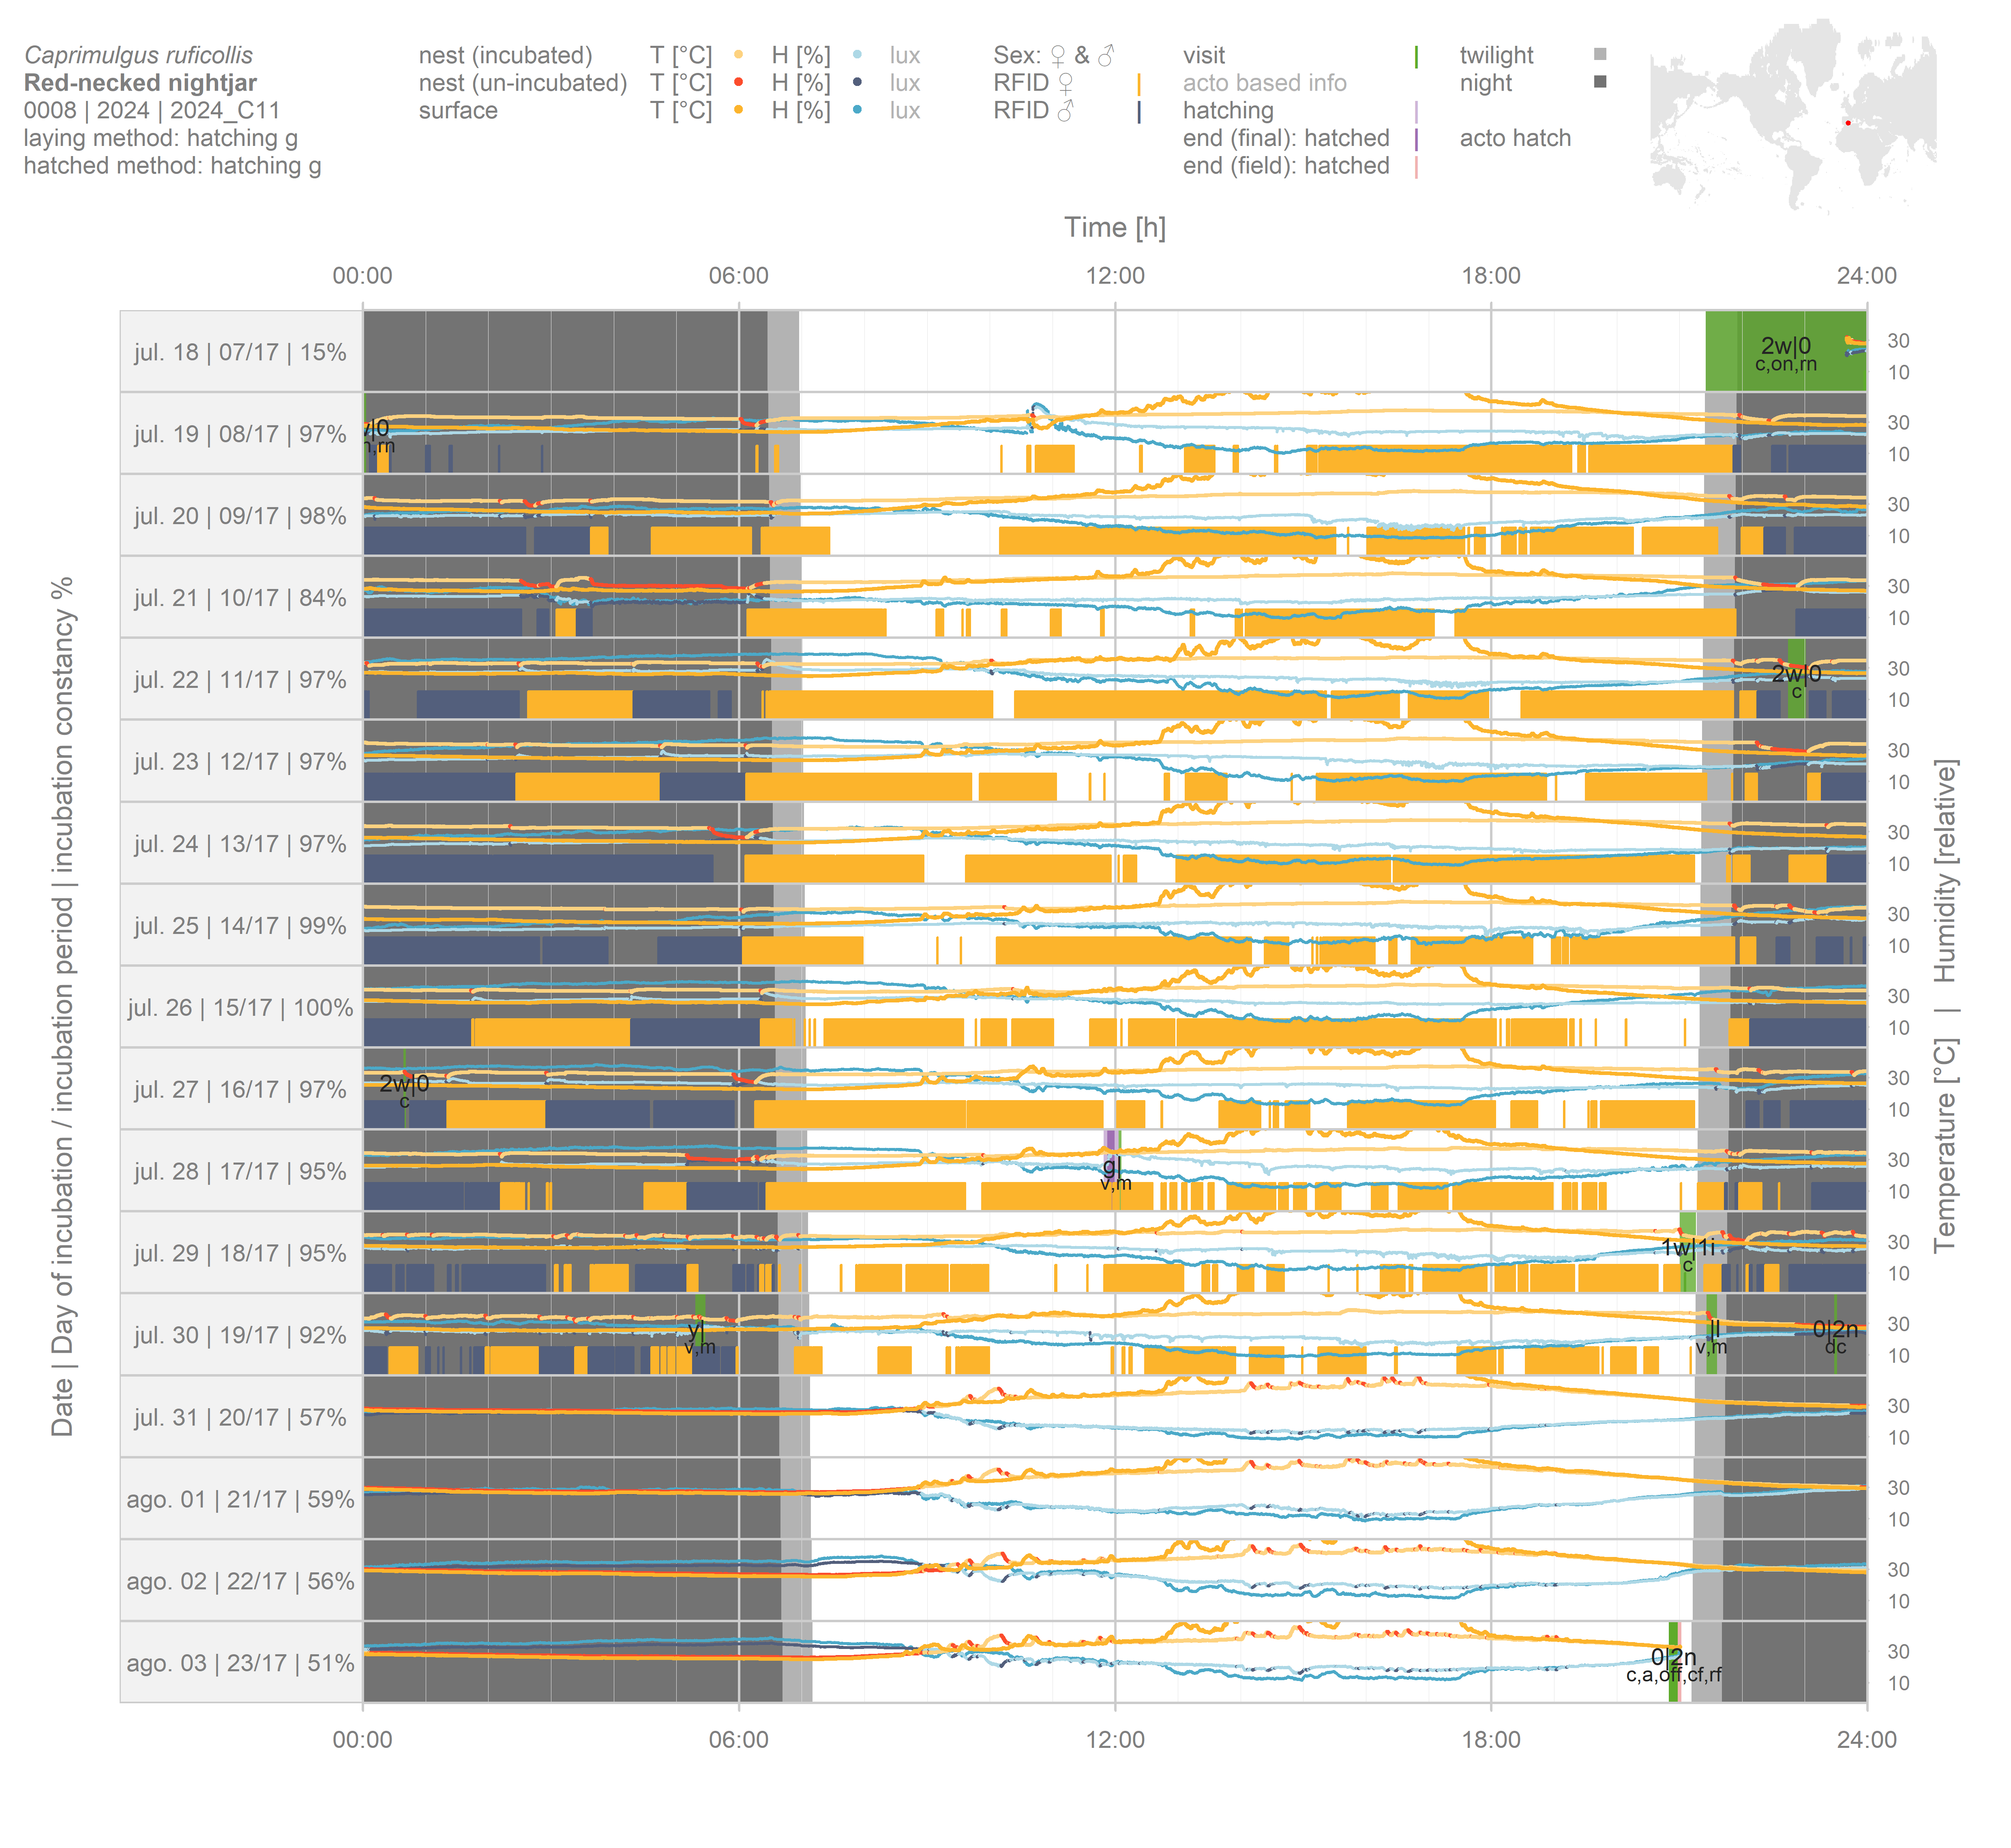 Caprimulgus ruficollis
Red-necked nightjar
0008 | 2024 | 2024_C11
laying method: hatching g
hatched method: hatching g
nest (incubated) T [°C] H [%] lux
nest (un-incubated) T [°C] H [%] lux
surface T [°C] H [%] lux
Sex: ♀ & ♂
RFID ♀
RFID ♂
visit
acto based info
hatching
end (final): hatched
end (field): hatched
twilight
night
acto hatch
Time [h]
00:00 06:00 12:00 18:00 24:00
Date | Day of incubation / incubation period | incubation constancy %
Temperature [°C] | Humidity [relative]
jul. 18 | 07/17 | 15%
2w|0
c,on,rn
30
10
jul. 19 | 08/17 | 97%
|0
,rn
30
10
jul. 20 | 09/17 | 98%
30
10
jul. 21 | 10/17 | 84%
30
10
jul. 22 | 11/17 | 97%
2w|0
c
30
10
jul. 23 | 12/17 | 97%
30
10
jul. 24 | 13/17 | 97%
30
10
jul. 25 | 14/17 | 99%
30
10
jul. 26 | 15/17 | 100%
30
10
jul. 27 | 16/17 | 97%
2w|0
c
30
10
jul. 28 | 17/17 | 95%
g|
v,m
30
10
jul. 29 | 18/17 | 95%
1w|1i
c
30
10
jul. 30 | 19/17 | 92%
y|
v,m
||
v,m
0|2n
dc
30
10
jul. 31 | 20/17 | 57%
30
10
ago. 01 | 21/17 | 59%
30
10
ago. 02 | 22/17 | 56%
30
10
ago. 03 | 23/17 | 51%
0|2n
c,a,off,cf,rf
30
10
00:00 06:00 12:00 18:00 24:00